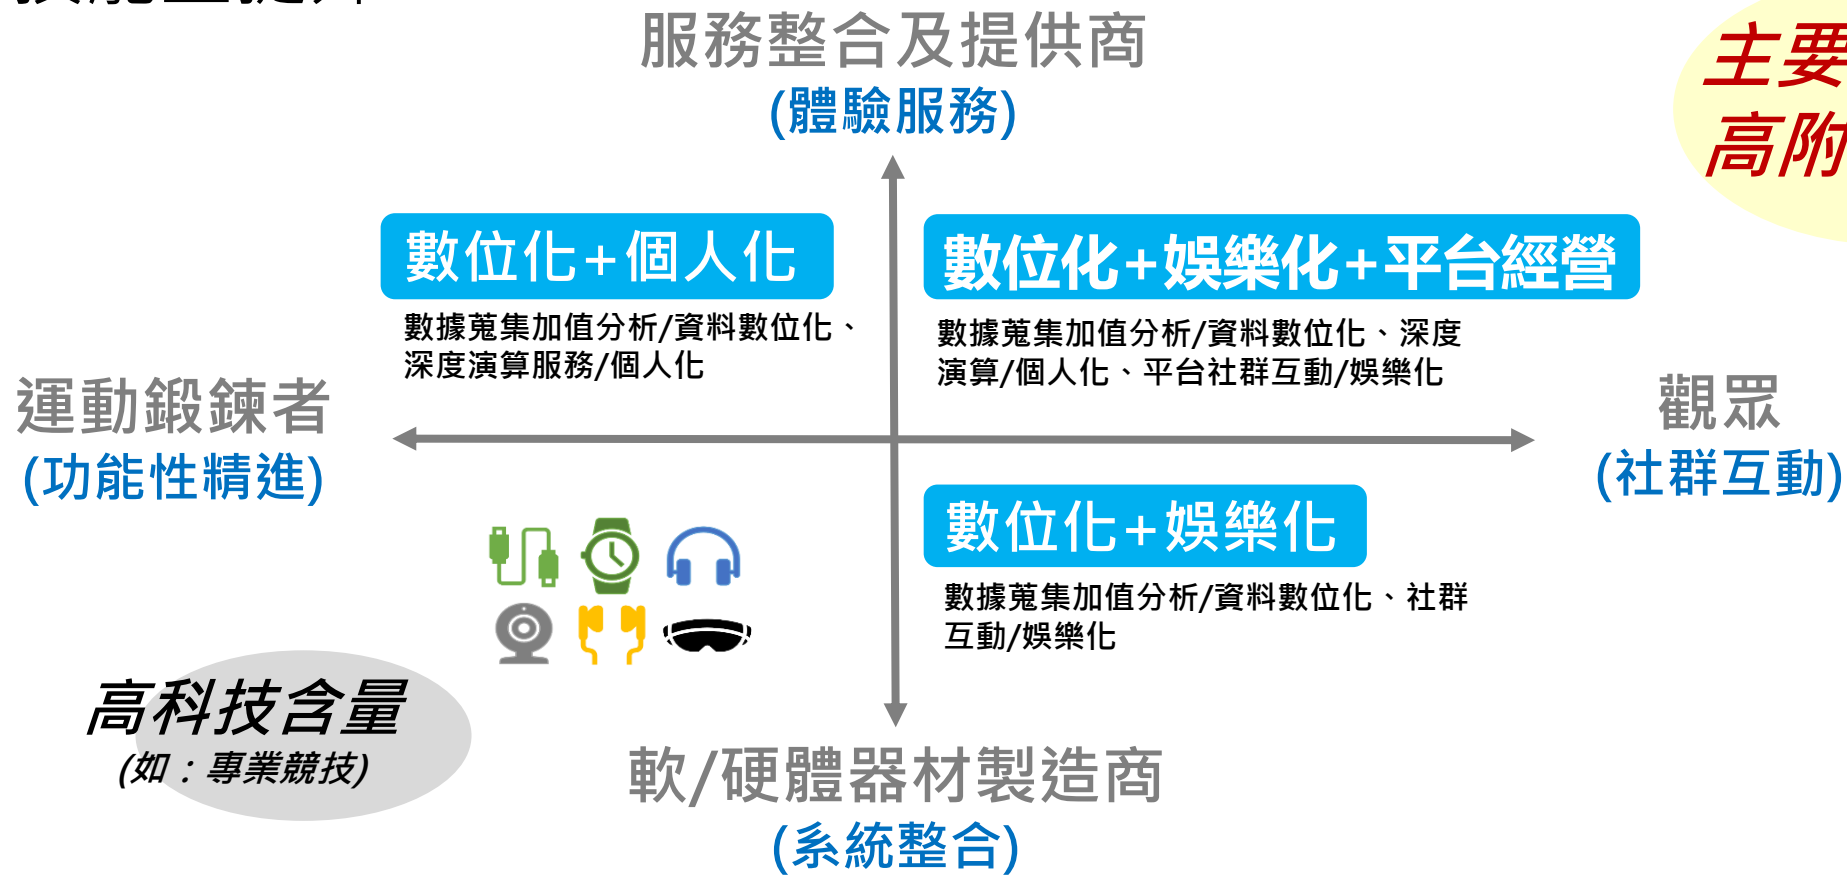 服務整合及提供商
(體驗服務)
主要
高附
數位化+個人化
數據蒐集加值分析/資料數位化、
深度演算服務/個人化
數位化+娛樂化+平台經營
數據蒐集加值分析/資料數位化、深度
演算/個人化、平台社群互動/娛樂化
運動鍛鍊者
(功能性精進)
觀眾
(社群互動)
數位化+娛樂化
數據蒐集加值分析/資料數位化、社群
互動/娛樂化
高科技含量
(如：專業競技)
軟/硬體器材製造商
(系統整合)